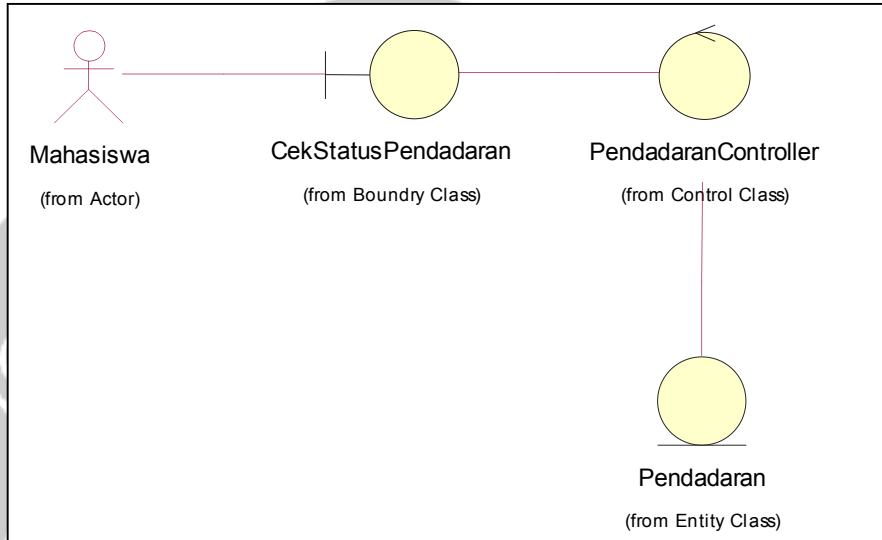 Mahasiswa
(from Actor)
CekStatusPendadaran
(from Boundry Class)
PendadaranController
(from Control Class)
Pendadaran
(from Entity Class)